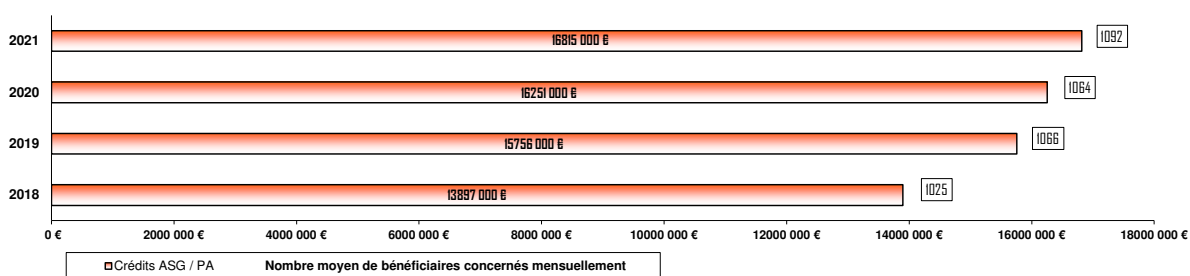 2021 16815 000 € 1092
2020 16251 000 € 1064
2019 15756 000 € 1066
2018 13897 000 € 1025
0 € 2000 000 € 4000 000 € 6000 000 € 8000 000 € 10000 000 € 12000 000 € 14000 000 € 16000 000 € 18000 000 €
Crédits ASG / PA Nombre moyen de bénéficiaires concernés mensuellement